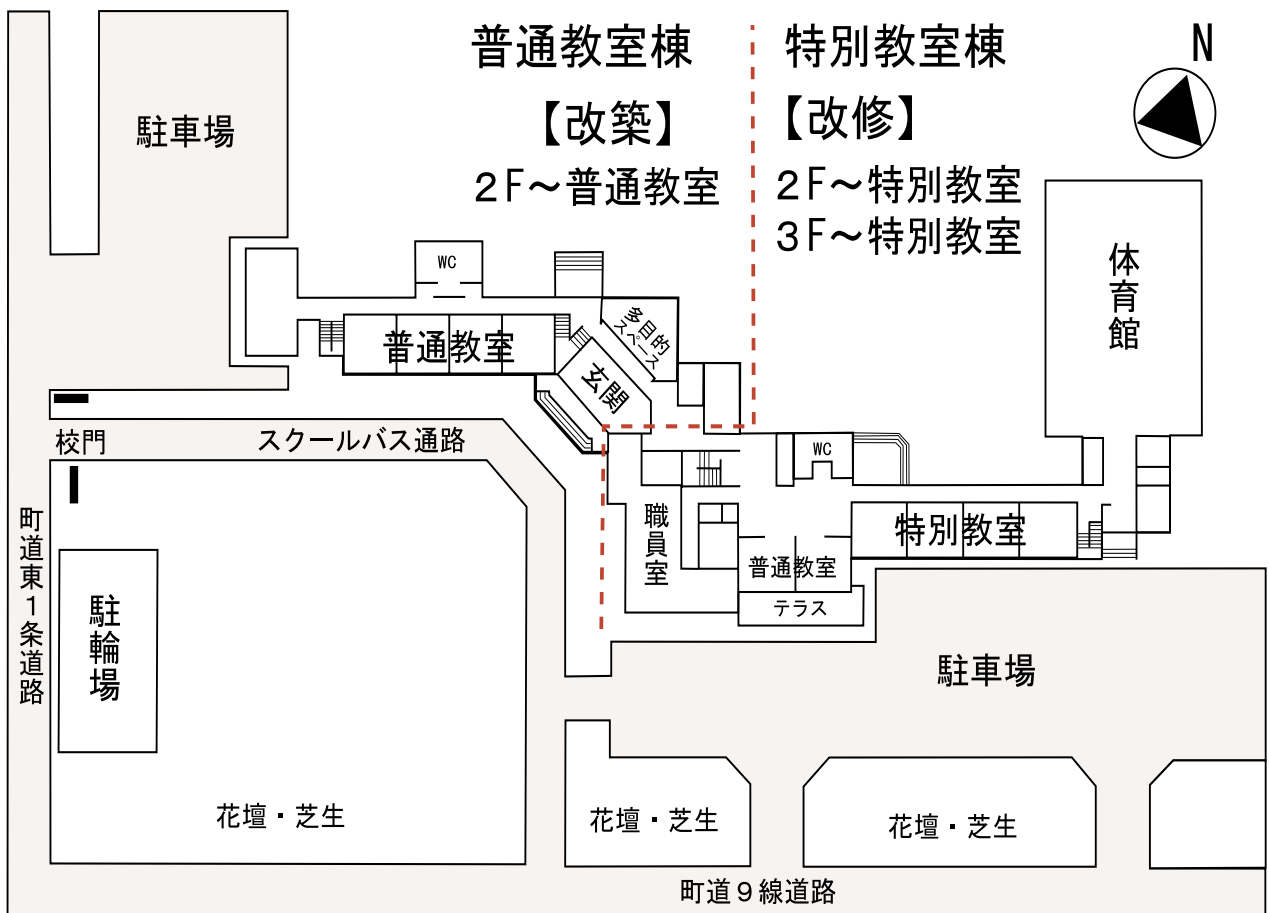 普通教室棟
【改築】
2F~普通教室
特別教室棟
【改修】
2F~特別教室
3F~特別教室
N
駐車場
体育館
WC
多目的
スペース
普通教室
玄関
校門
スクールバス通路
WC
職員室
特別教室
普通教室
テラス
町道東1条道路
駐輪場
駐車場
花壇・芝生
花壇・芝生
花壇・芝生
町道9線道路